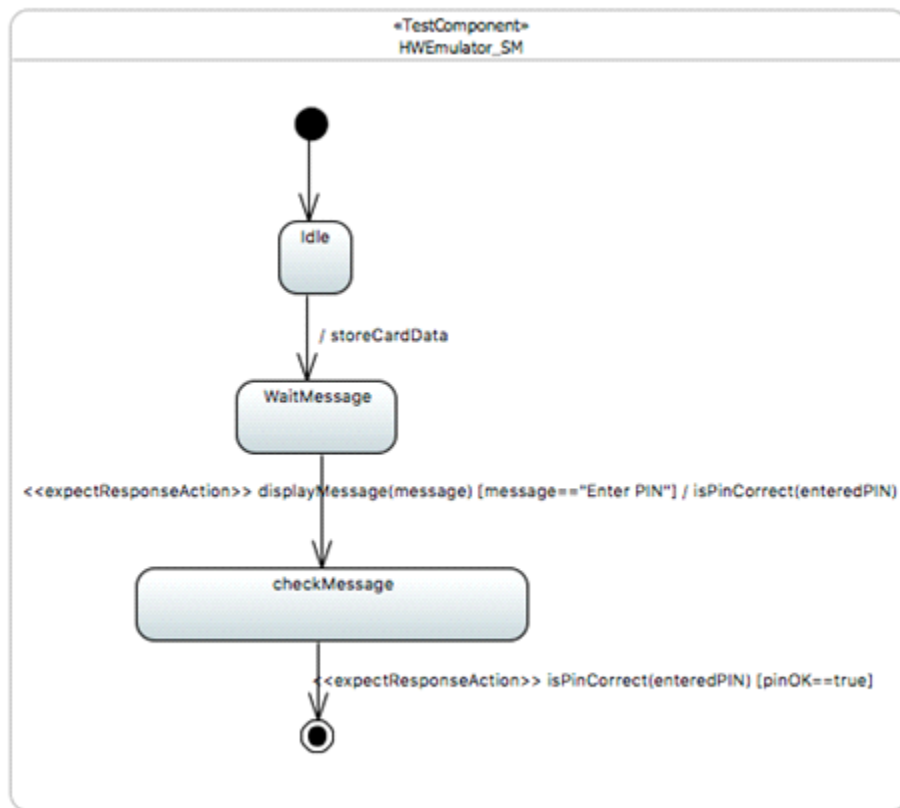 «TestComponent»
HWEmulator_SM
Idle
/ storeCardData
WaitMessage
<<expectResponseAction>> displayMessage(message) [message=="Enter PIN"] / isPinCorrect(enteredPIN)
checkMessage
<<expectResponseAction>> isPinCorrect(enteredPIN) [pinOK==true]